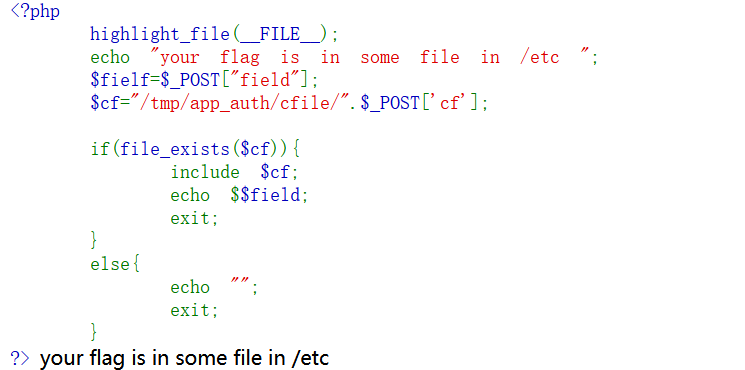 <?php
highlight_file(__FILE__);
echo "your flag is in some file in /etc ";
$fielf=$_POST["field"];
$cf="/tmp/app_auth/cfile/".$_POST['cf'];
if(file_exists($cf)){
include $cf;
echo $$field;
exit;
}
else{
echo "";
exit;
}
?> your flag is in some file in /etc